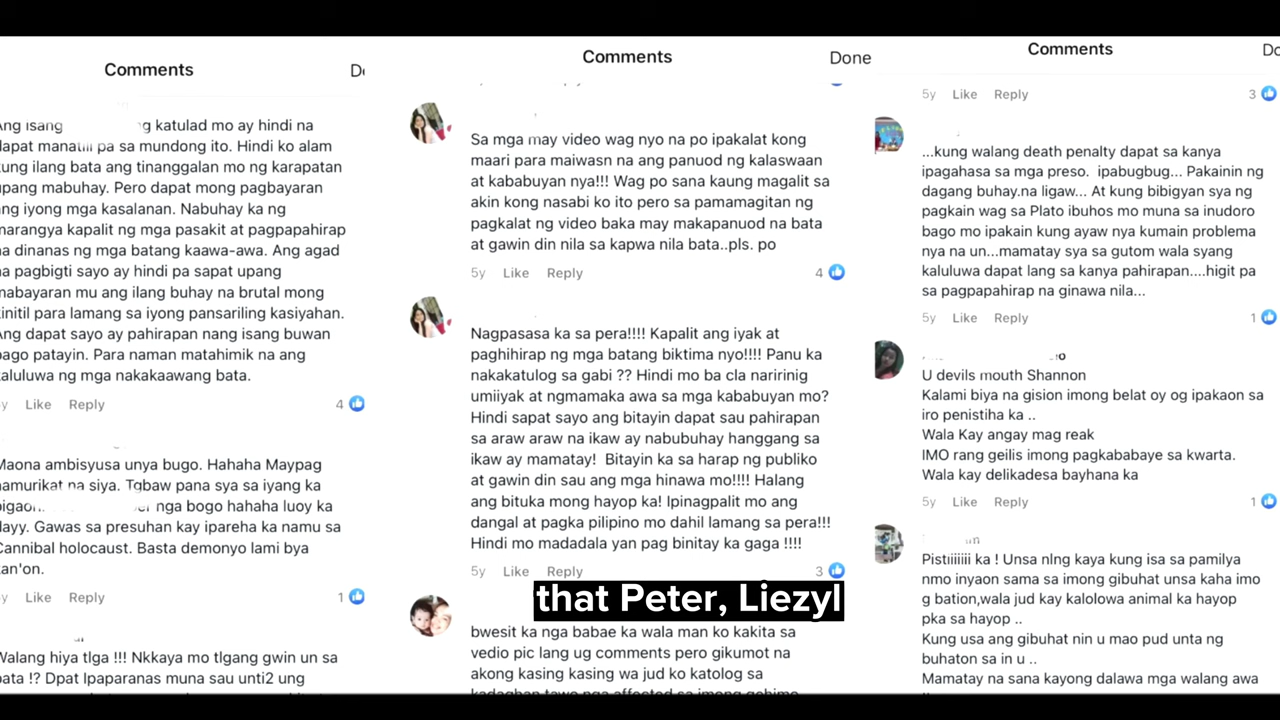 Comments
Ang isang g katulad mo ay hindi na
dapat manatili pa sa mundong ito. Hindi ko alam
kung ilang bata ang tinanggalan mo ng karapatan
upang mabuhay. Pero dapat mong pagbayaran
ang iyong mga kasalanan. Nabuhay ka ng
marangya kapalit ng mga pasakit at pagpapahirap
na dinanas ng mga batang kaawa-awa. Ang agad
na pagbigti sayo ay hindi pa sapat upang
mabayaran mu ang ilang buhay na brutal mong
kinitil para lamang sa iyong pansariling kasiyahan.
Ang dapat sayo ay pahirapan nang isang buwan
bago patayin. Para naman matahimik na ang
kaluluwa ng mga nakakaawang bata.
y Like Reply 4
Maona ambisyusa unya bugo. Hahaha Maypag
namurikat na siya. Tgbaw pana sya sa iyang ka
bigaon. nga bogo hahaha luoy ka
dayy. Gawas sa presuhan kay ipareha ka namu sa
Cannibal holocaust. Basta demonyo lami bya
kan'on.
y Like Reply 1
Walang hiya tlga !!! Nkkaya mo tlgang gwin un sa
bata !? Dpat lpaparanas muna sau unti2 ung
Comments Done
Sa mga may video wag nyo na po ipakalat kong
maari para maiwasn na ang panuod ng kalaswaan
at kababuyan nya!!! Wag po sana kaung magalit sa
akin kong nasabi ko ito pero sa pamamagitan ng
pagkalat ng video baka may makapanuod na bata
at gawin din nila sa kapwa nila bata..pls. po
5y Like Reply 4
Nagpasasa ka sa pera!!!! Kapalit ang iyak at
paghihirap ng mga batang biktima nyo!!!! Panu ka
nakakatulog sa gabi ?? Hindi mo ba cla naririnig
umiiyak at ngmamaka awa sa mga kababuyan mo?
Hindi sapat sayo ang bitayin dapat sau pahirapan
sa araw araw na ikaw ay nabubuhay hanggang sa
ikaw ay mamatay! Bitayin ka sa harap ng publiko
at gawin din sau ang mga hinawa mo!!!! Halang
ang bituka mong hayop ka! Ipinagpalit mo ang
dangal at pagka pilipino mo dahil lamang sa pera!!!
Hindi mo madadala yan pag binitay ka gaga !!!!
5y Like Reply 3
that Peter, Liezyl
bwesit ka nga babae ka wala man ko kakita sa
vedio pic lang ug comments pero gikumot na
akong kasing kasing wa jud ko katolog sa
kadaghan tawo nga affected sa imong gehimo
Comments
5y Like Reply 3
...kung walang death penalty dapat sa kanya
ipagahasa sa mga preso. ipabugbug... Pakainin ng
dagang buhay.na ligaw... At kung bibigyan sya ng
pagkain wag sa Plato ibuhos mo muna sa inudoro
bago mo ipakain kung ayaw nya kumain problema
nya na un...mamatay sya sa gutom wala syang
kaluluwa dapat lang sa kanya pahirapan....higit pa
sa pagpapahirap na ginawa nila...
5y Like Reply 1
U devils mouth Shannon
Kalami biya na gision imong belat oy og ipakaon sa
iro penistiha ka ..
Wala Kay angay mag reak
IMO rang geilis imong pagkababaye sa kwarta.
Wala kay delikadesa bayhana ka
5y Like Reply 1
Pistiiiiiii ka ! Unsa nlng kaya kung isa sa pamilya
nmo inyaon sama sa imong gibuhat unsa kaha imo
g bation,wala jud kay kalolowa animal ka hayop
pka sa hayop ..
Kung usa ang gibuhat nin u mao pud unta ng
buhaton sa in u ..
Mamatay na sana kayong dalawa mga walang awa